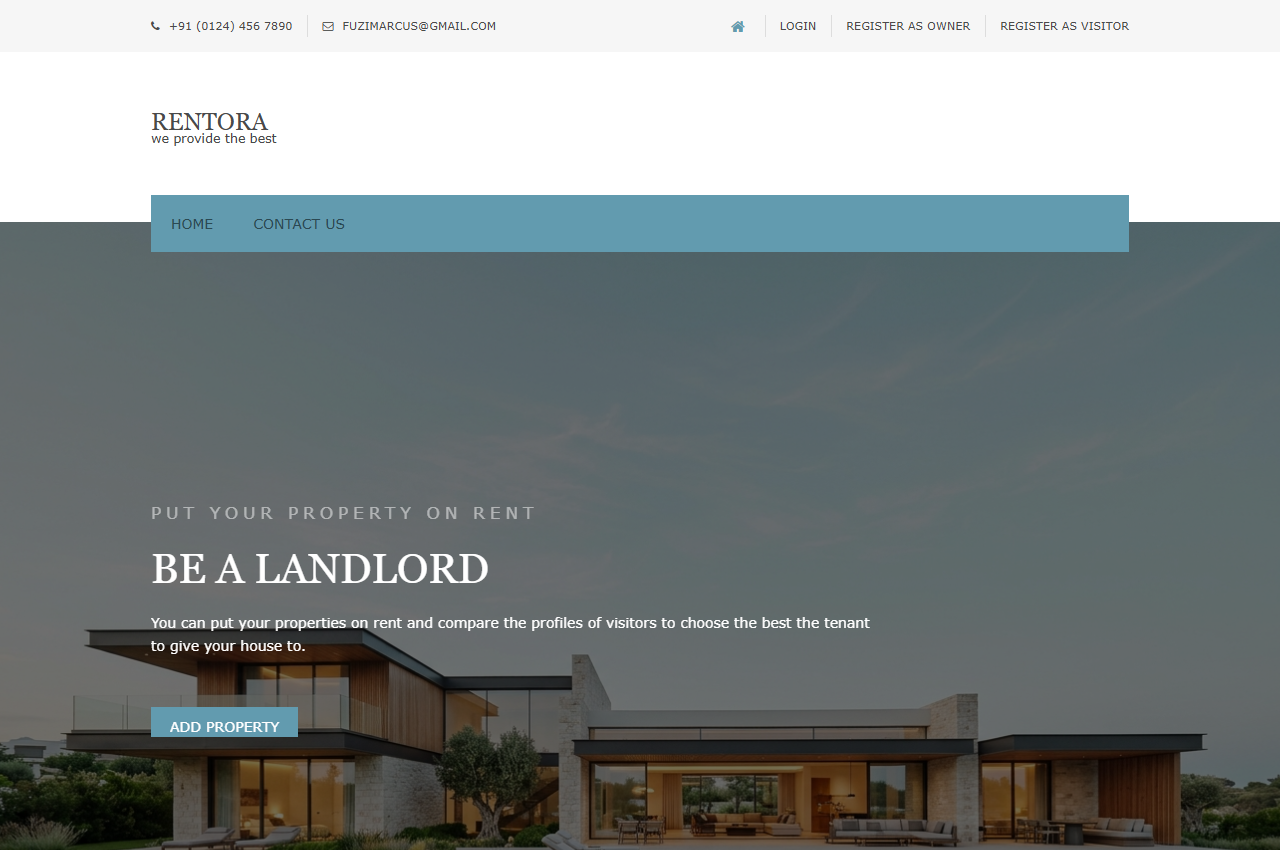 +91 (0124) 456 7890
FUZIMARCUS@GMAIL.COM
LOGIN
REGISTER AS OWNER
REGISTER AS VISITOR
RENTORA
we provide the best
HOME
CONTACT US
PUT YOUR PROPERTY ON RENT
BE A LANDLORD
You can put your properties on rent and compare the profiles of visitors to choose the best the tenant
to give your house to.
ADD PROPERTY